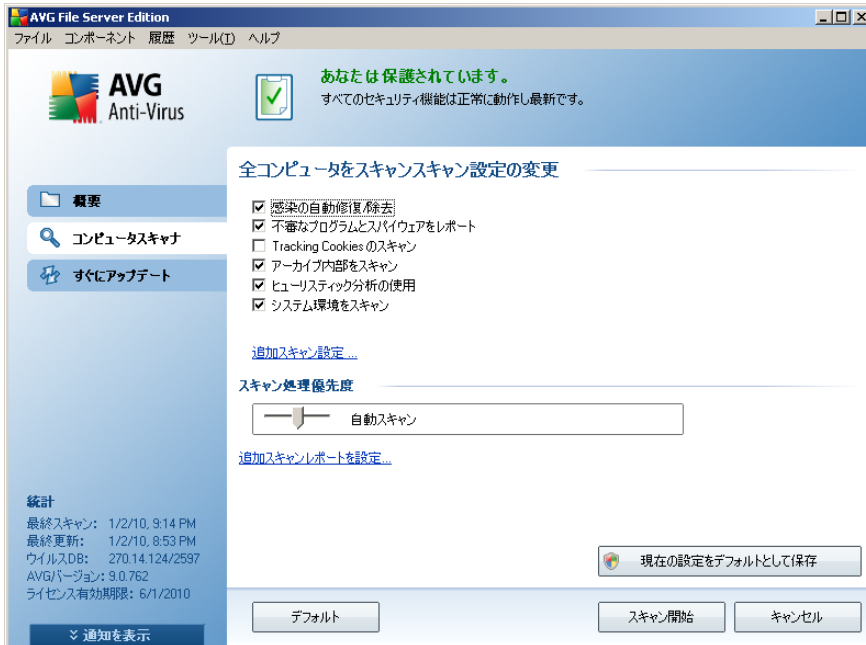 AVG File Server Edition
ファイル コンポーネント 履歴 ツール(I) ヘルプ
AVG
Anti-Virus
あなたは保護されています。
すべてのセキュリティ機能は正常に動作し最新です。
概要
コンピュータスキャナ
すぐにアップデート
全コンピュータをスキャンスキャン設定の変更
感染の自動修復/除去
不審なプログラムとスパイウェアをレポート
Tracking Cookies のスキャン
アーカイブ内部をスキャン
ヒューリスティック分析の使用
システム環境をスキャン
追加スキャン設定 ...
スキャン処理優先度
自動スキャン
追加スキャンレポートを設定...
統計
最終スキャン: 1/2/10, 9:14 PM
最終更新: 1/2/10, 8:53 PM
ウイルスDB: 270.14.124/2597
AVGバージョン: 9.0.762
ライセンス有効期限: 6/1/2010
通知を表示
現在の設定をデフォルトとして保存
デフォルト
スキャン開始
キャンセル